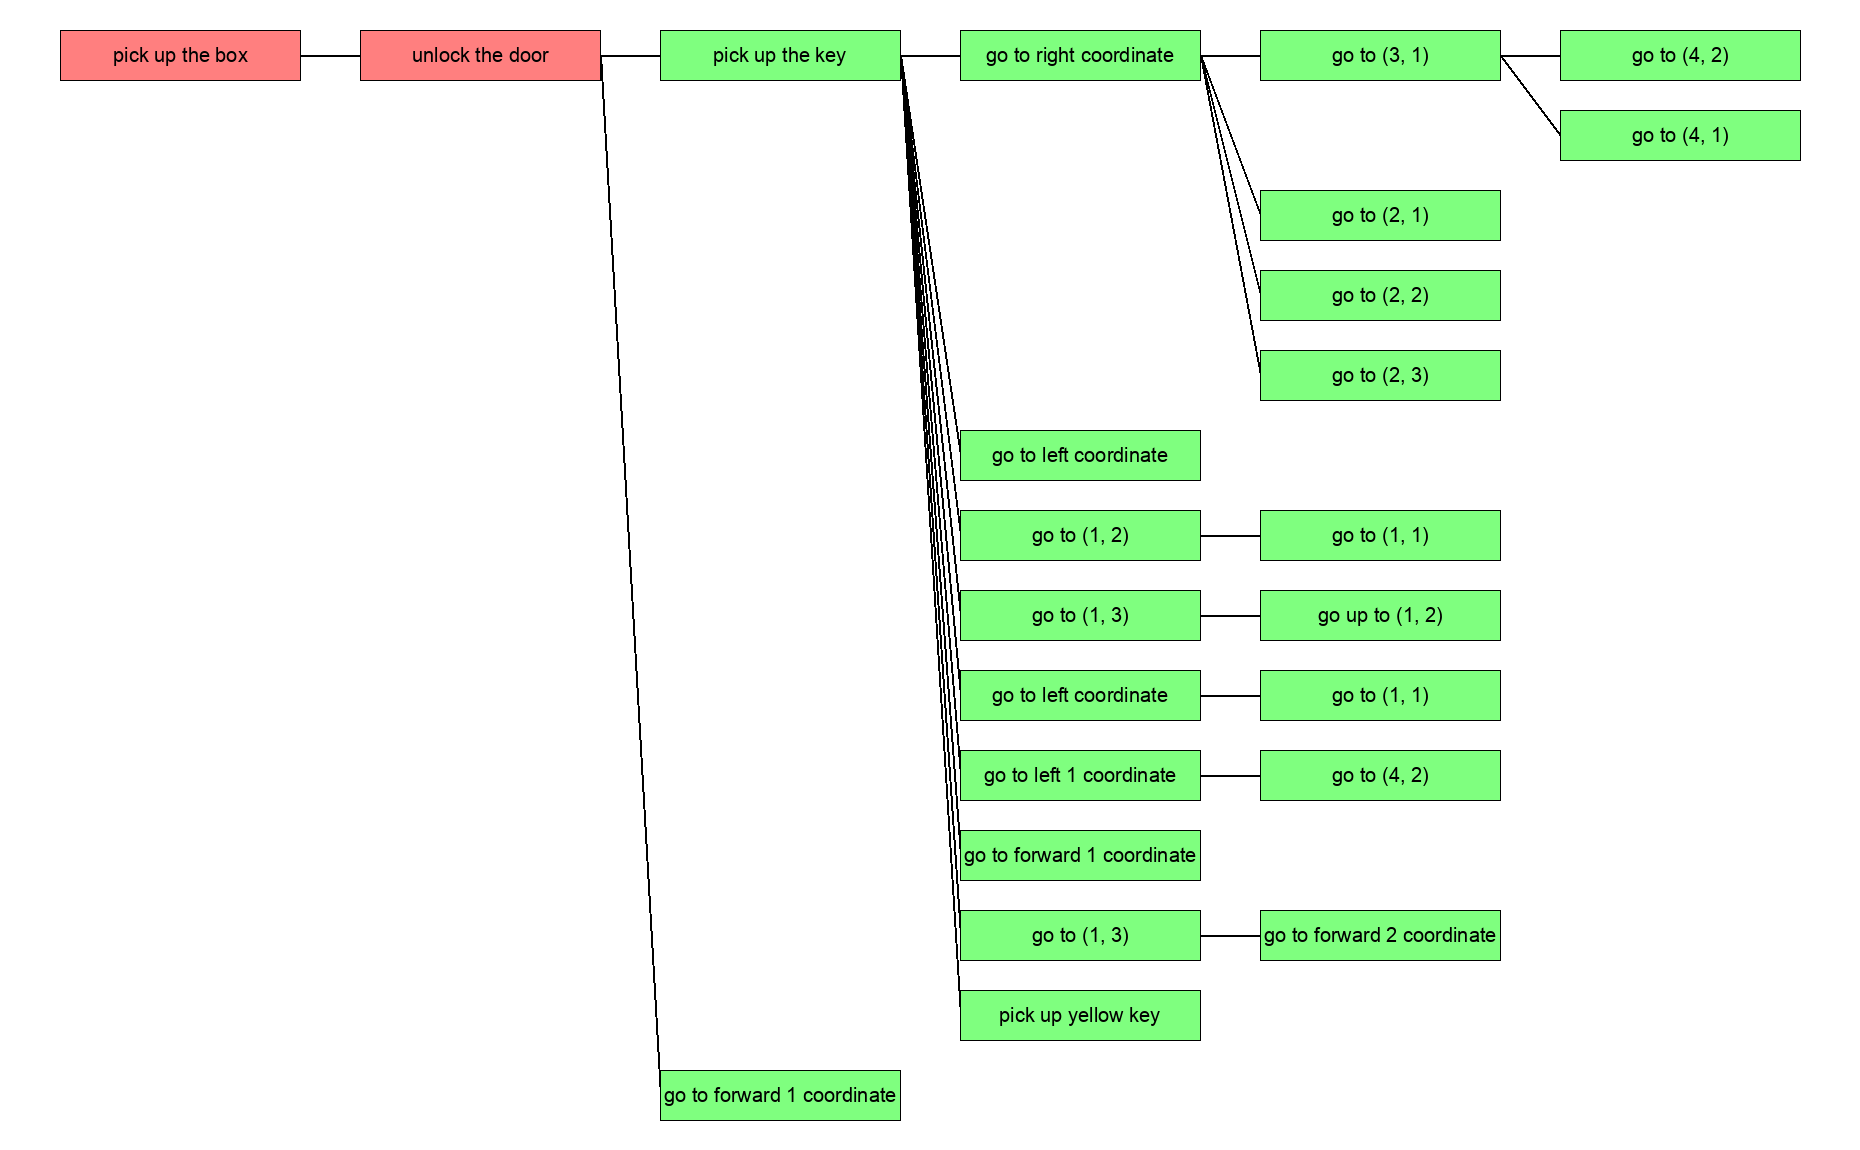 pick up the box
unlock the door
pick up the key
go to right coordinate
go to (3, 1)
go to (4, 2)
go to (4, 1)
go to (2, 1)
go to (2, 2)
go to (2, 3)
go to left coordinate
go to (1, 2)
go to (1, 1)
go to (1, 3)
go up to (1, 2)
go to left coordinate
go to (1, 1)
go to left 1 coordinate
go to (4, 2)
go to forward 1 coordinate
go to (1, 3)
go to forward 2 coordinate
pick up yellow key
go to forward 1 coordinate